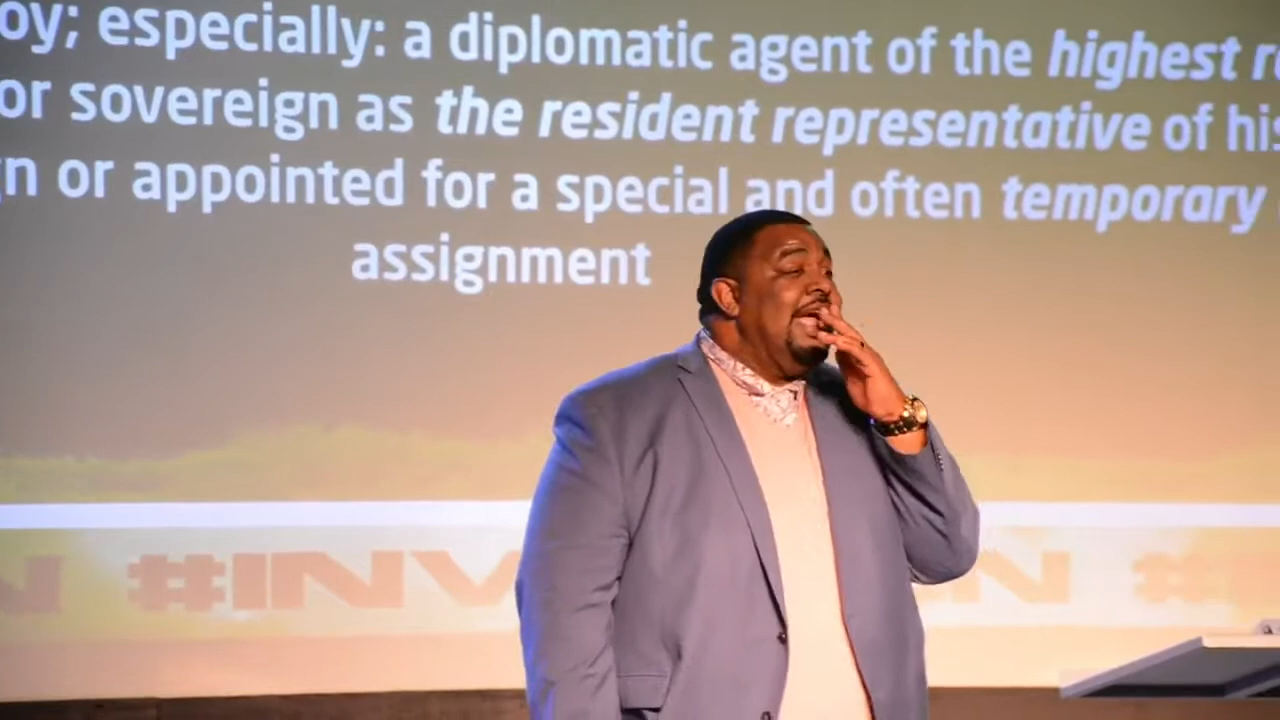 oy; especially: a diplomatic agent of the highest
or sovereign as the resident representative of his
or appointed for a special and often temporary
assignment
#INV